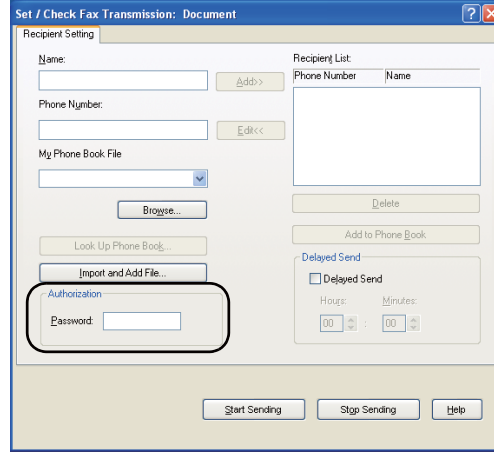 Set / Check Fax Transmission: Document
Recipient Setting
Name:
Add>>
Phone Number:
Edit<<
My Phone Book File
Browse...
Look Up Phone Book...
Import and Add File...
Authorization
Password:
Recipient List:
Phone Number Name
Delete
Add to Phone Book
Delayed Send
Delayed Send
Hours: Minutes:
00 : 00
Start Sending Stop Sending Help